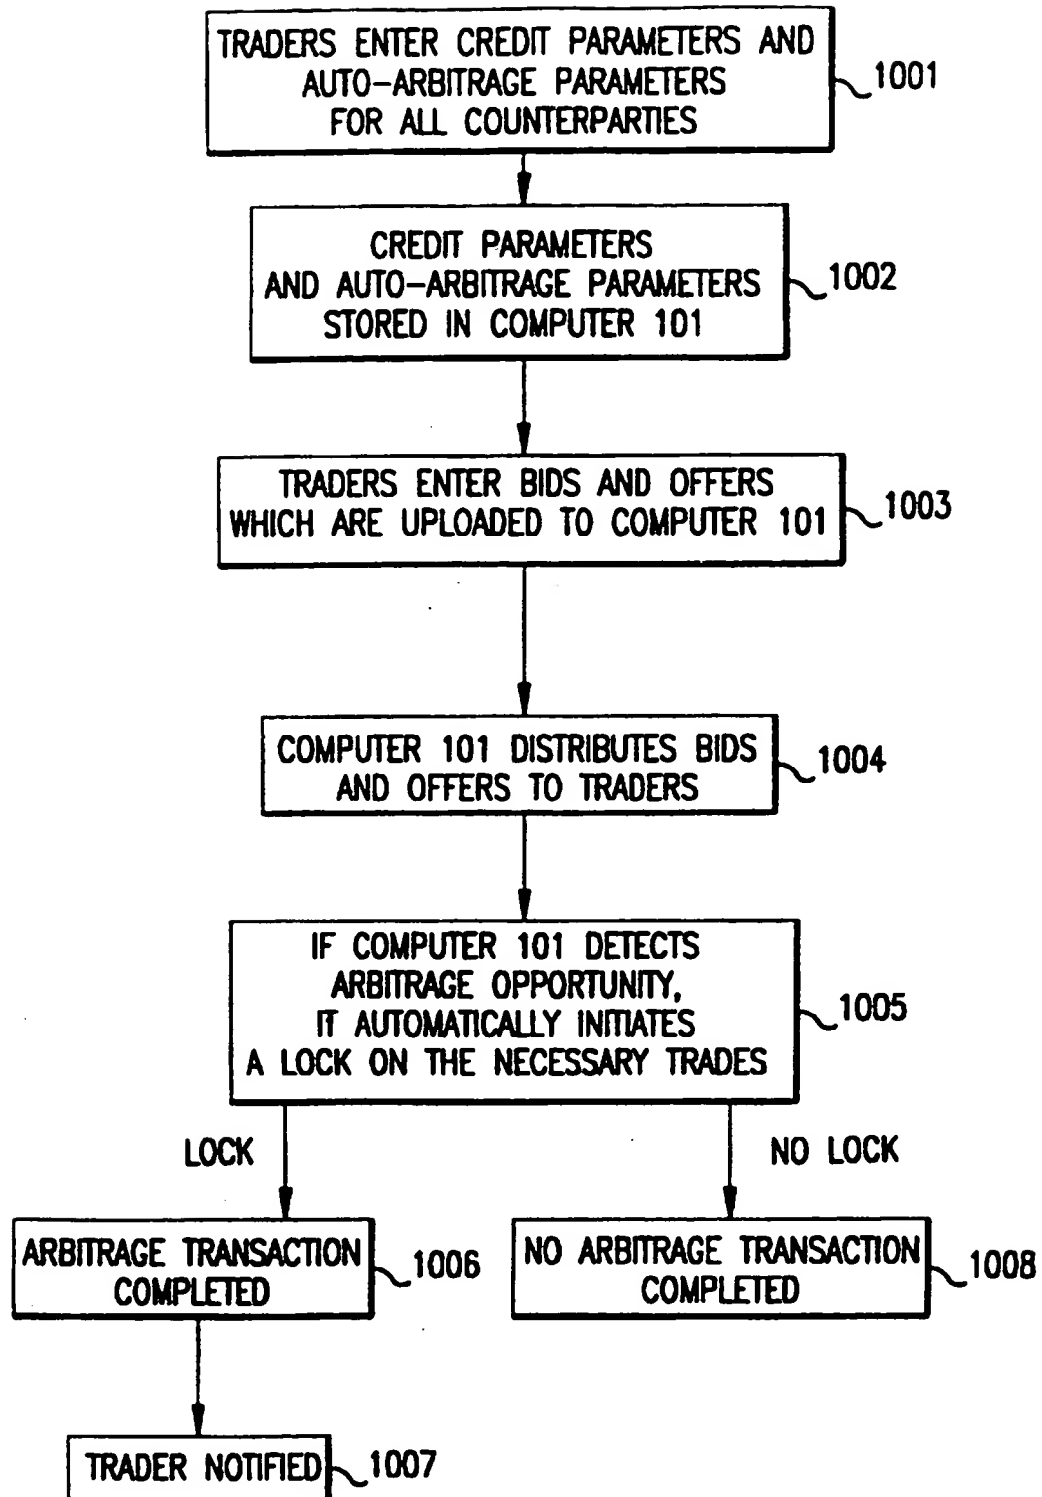 TRADERS ENTER CREDIT PARAMETERS AND
AUTO-ARBITRAGE PARAMETERS
FOR ALL COUNTERPARTIES
1001
CREDIT PARAMETERS
AND AUTO-ARBITRAGE PARAMETERS
STORED IN COMPUTER 101
1002
TRADERS ENTER BIDS AND OFFERS
WHICH ARE UPLOADED TO COMPUTER 101
1003
COMPUTER 101 DISTRIBUTES BIDS
AND OFFERS TO TRADERS
1004
IF COMPUTER 101 DETECTS
ARBITRAGE OPPORTUNITY,
IT AUTOMATICALLY INITIATES
A LOCK ON THE NECESSARY TRADES
1005
LOCK
NO LOCK
ARBITRAGE TRANSACTION
COMPLETED
1006
NO ARBITRAGE TRANSACTION
COMPLETED
1008
TRADER NOTIFIED
1007